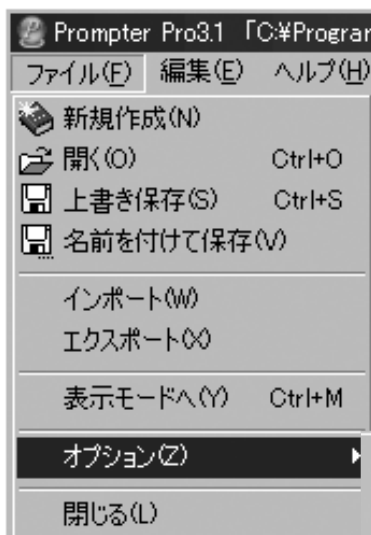 Prompter Pro3.1 「C:¥Program
ファイル(F) 編集(E) ヘルプ(H)
新規作成(N)
開く(O) Ctrl+O
上書き保存(S) Ctrl+S
名前を付けて保存(V)
インポート(W)
エクスポート(X)
表示モードへ(Y) Ctrl+M
オプション(Z)
閉じる(L)